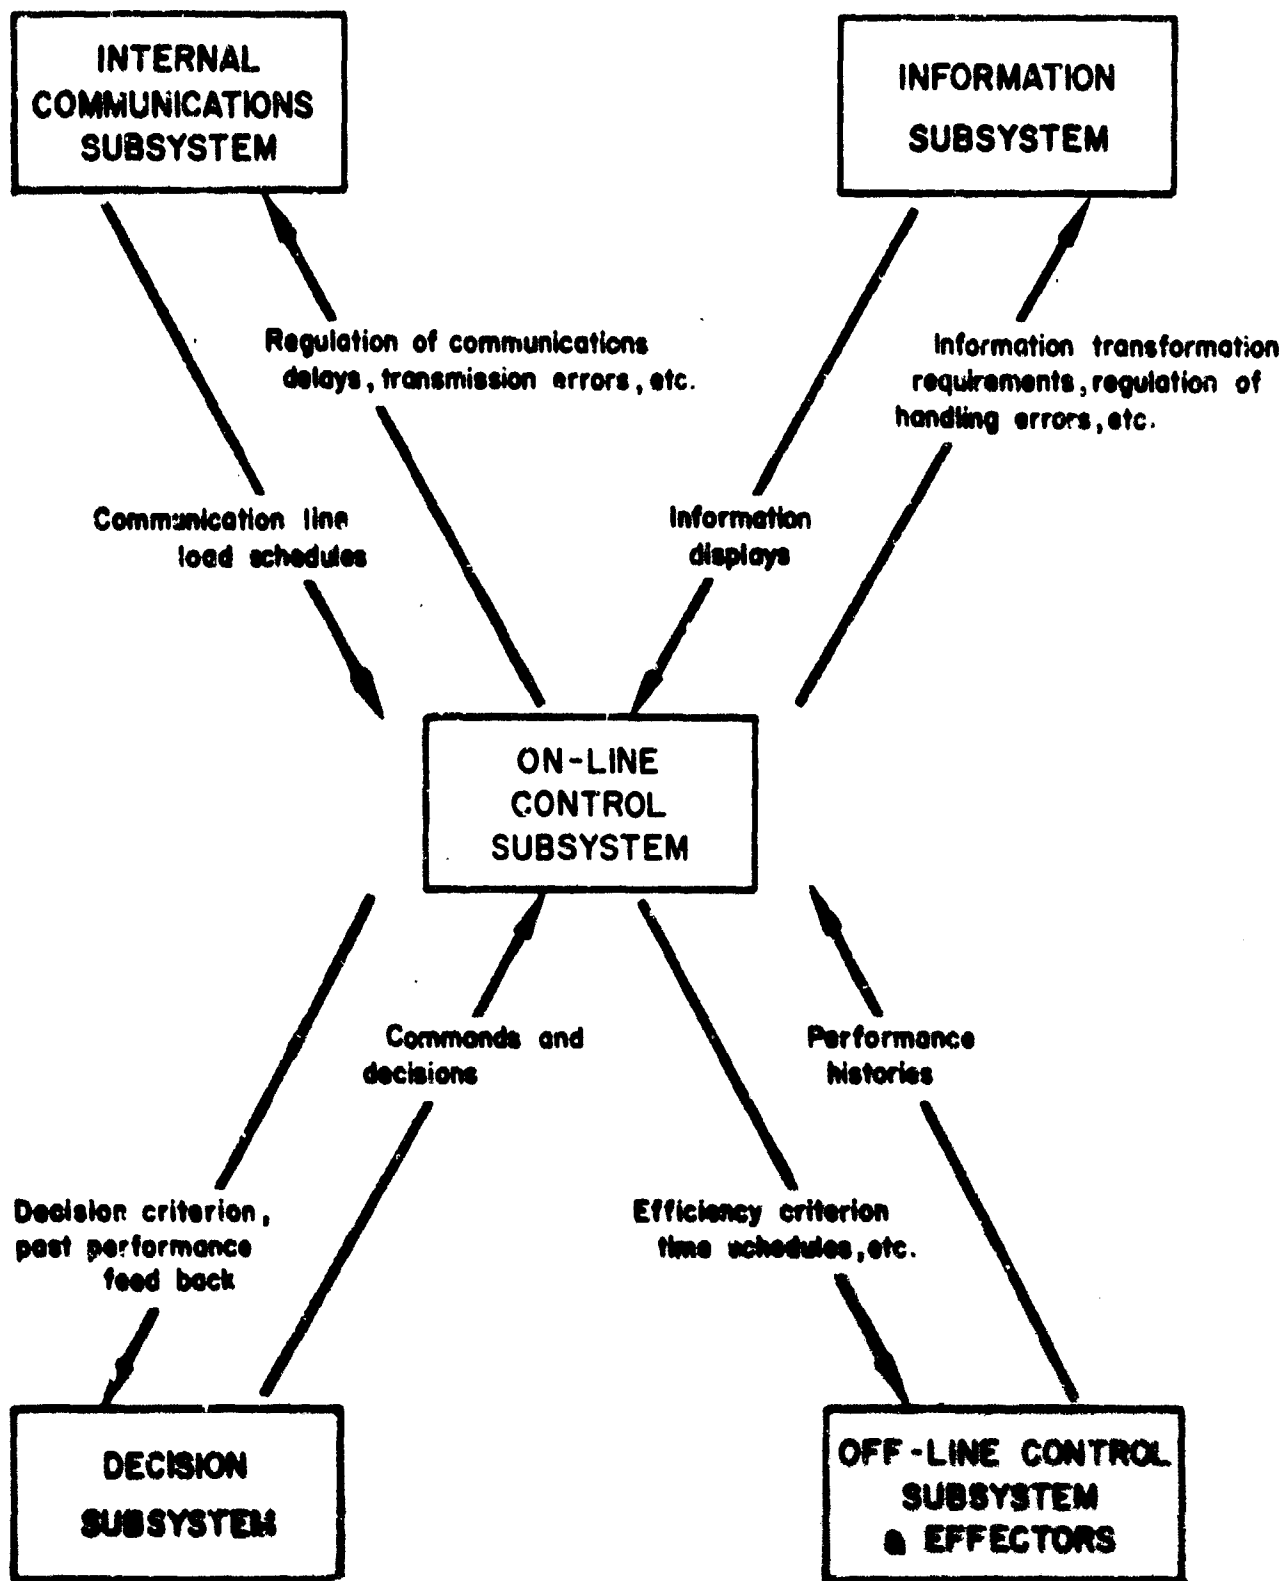 INTERNAL
COMMUNICATIONS
SUBSYSTEM
INFORMATION
SUBSYSTEM
Regulation of communications
delays, transmission errors, etc.
Information transformation
requirements, regulation of
handling errors, etc.
Communication line
load schedules
Information
displays
ON-LINE
CONTROL
SUBSYSTEM
Commands and
decisions
Performance
histories
Decision criterion,
past performance
feed back
Efficiency criterion
time schedules, etc.
DECISION
SUBSYSTEM
OFF-LINE CONTROL
SUBSYSTEM
& EFFECTORS